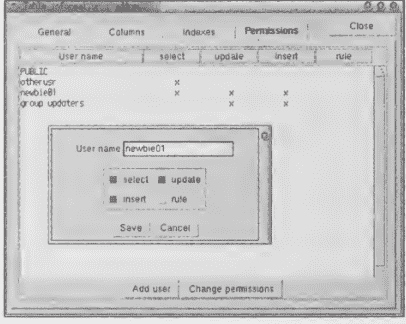 General Columns Indexes Permissions Close
User name select update insert rule
PUBLIC
otherusr x
newbie01 x x x
group updaters x x
User name newbie01
select update
insert rule
Save Cancel
Add user Change permissions